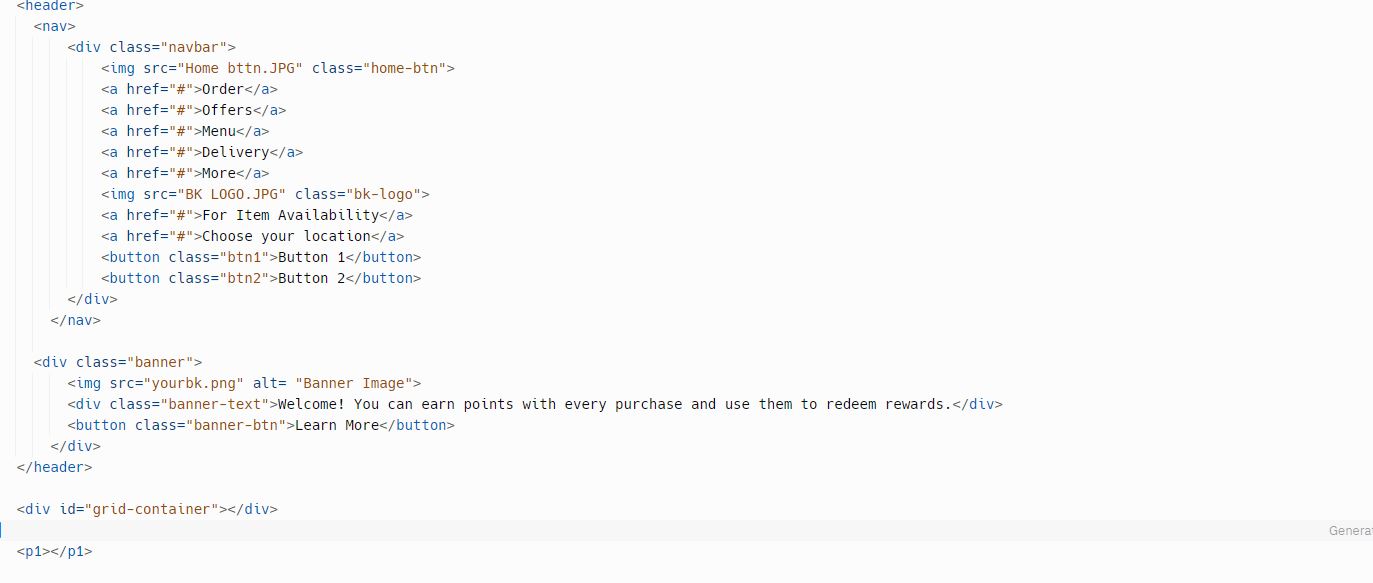 <header>
<nav>
<div class="navbar">
<img src="Home bttn.JPG" class="home-btn">
<a href="#">Order</a>
<a href="#">Offers</a>
<a href="#">Menu</a>
<a href="#">Delivery</a>
<a href="#">More</a>
<img src="BK LOGO.JPG" class="bk-logo">
<a href="#">For Item Availability</a>
<a href="#">Choose your location</a>
<button class="btn1">Button 1</button>
<button class="btn2">Button 2</button>
</div>
</nav>
<div class="banner">
<img src="yourbk.png" alt= "Banner Image">
<div class="banner-text">Welcome! You can earn points with every purchase and use them to redeem rewards.</div>
<button class="banner-btn">Learn More</button>
</div>
</header>
<div id="grid-container"></div>
Generat
<p1></p1>